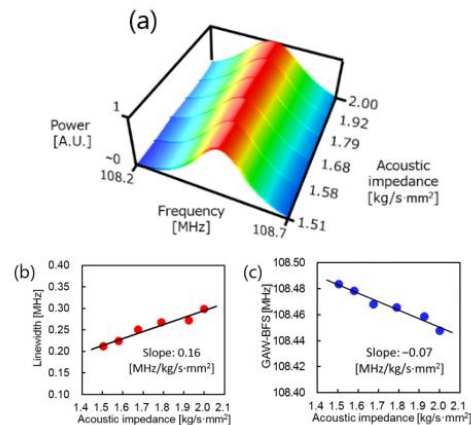 (a)
Power
[A.U.]
1
~0
108.2
Frequency
[MHz]
108.7
2.00
1.92
1.79
1.68
1.58
1.51
Acoustic
impedance
[kg/s·mm²]
(b)
Linewidth [MHz]
0.40
0.35
0.30
0.25
0.20
0.15
0.10
Slope: 0.16
[MHz/kg/s·mm²]
1.4 1.5 1.6 1.7 1.8 1.9 2.0 2.1
Acoustic impedance [kg/s·mm²]
(c)
GAW-BFS [MHz]
108.50
108.48
108.46
108.44
108.42
108.40
Slope: −0.07
[MHz/kg/s·mm²]
1.4 1.5 1.6 1.7 1.8 1.9 2.0 2.1
Acoustic impedance [kg/s·mm²]